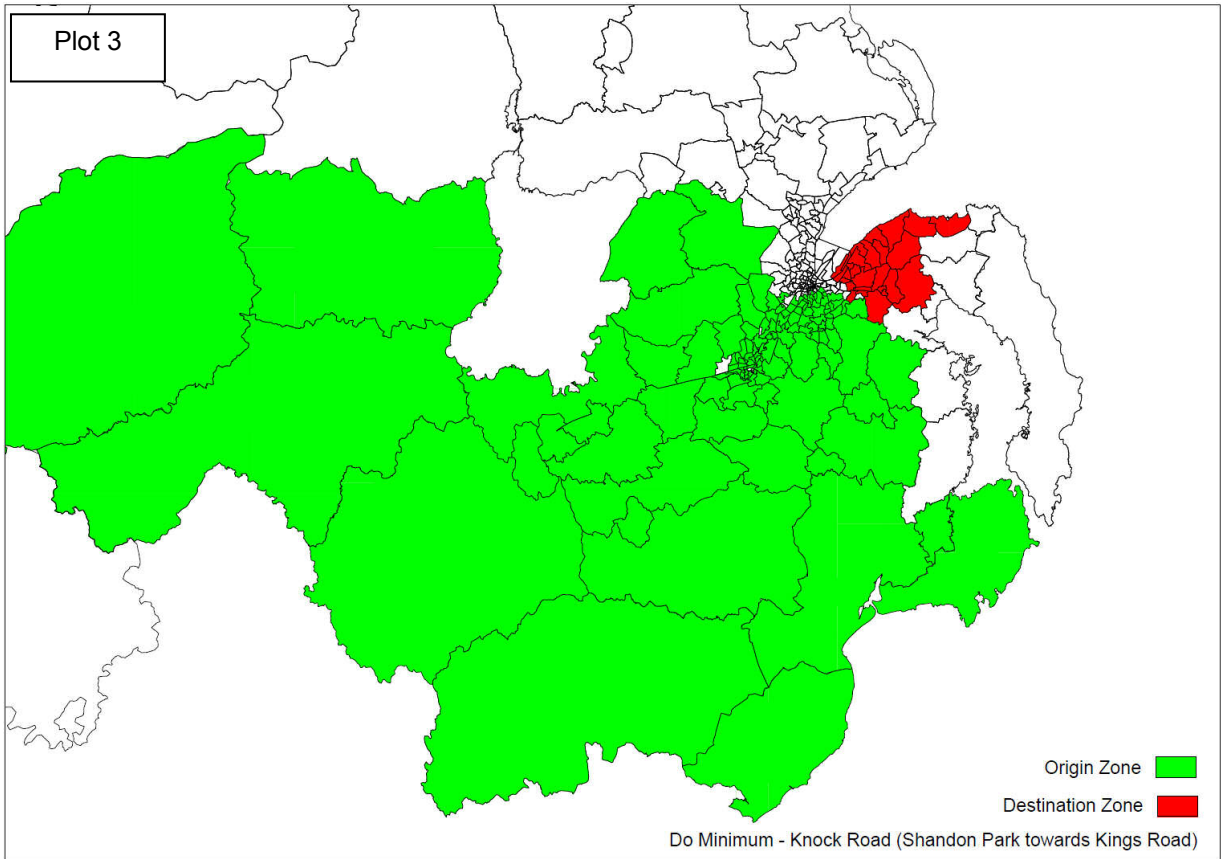 Plot 3
Origin Zone
Destination Zone
Do Minimum - Knock Road (Shandon Park towards Kings Road)